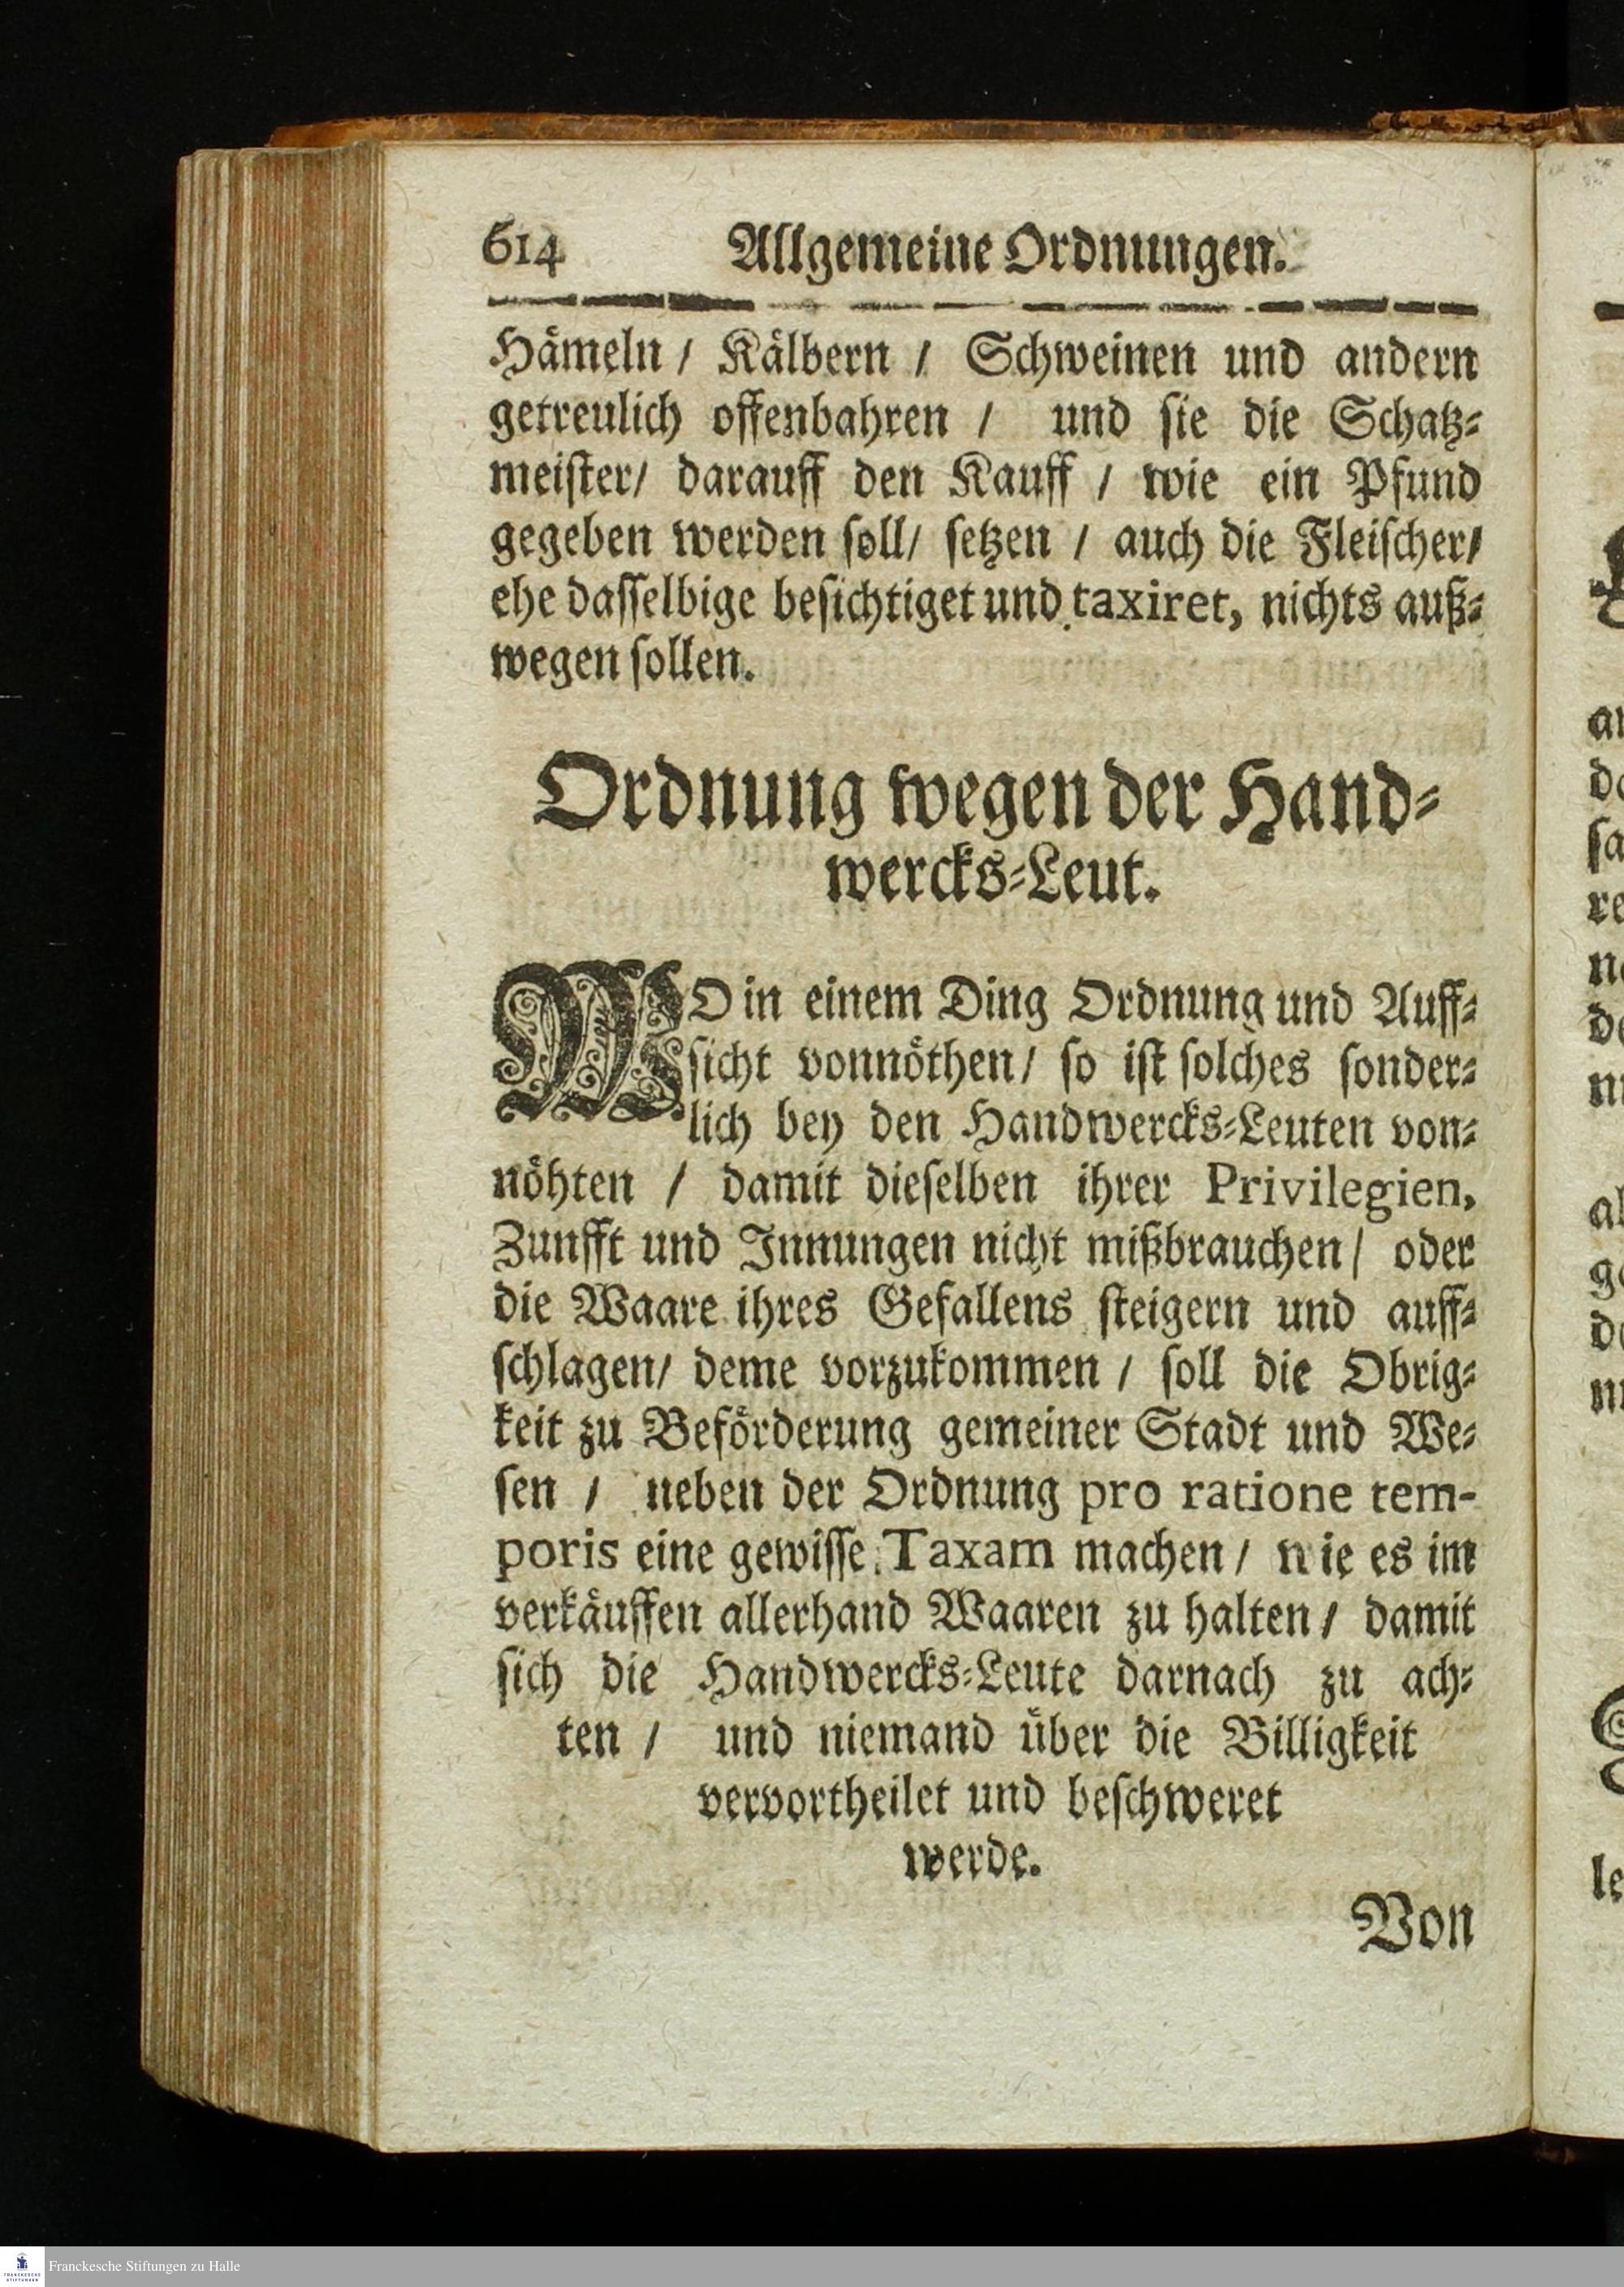 614 Allgemeine Ordnungen.
Hämeln / Kälbern / Schweinen und andern
getreulich offenbahren / und sie die Schatz-
meister/ darauff den Kauff / wie ein Pfund
gegeben werden soll/ setzen / auch die Fleischer/
ehe dasselbige besichtiget und taxiret, nichts auß-
wegen sollen.
Ordnung wegen der Hand-
wercks-Leut.
WO in einem Ding Ordnung und Auff-
sicht vonnöthen/ so ist solches sonder-
lich bey den Handwercks-Leuten von-
nöhten / damit dieselben ihrer Privilegien,
Zunfft und Innungen nicht mißbrauchen/ oder
die Waare ihres Gefallens steigern und auff-
schlagen/ deme vorzukommen / soll die Obrig-
keit zu Beförderung gemeiner Stadt und We-
sen / neben der Ordnung pro ratione tem-
poris eine gewisse Taxam machen/ wie es im
verkäuffen allerhand Waaren zu halten / damit
sich die Handwercks-Leute darnach zu ach-
ten / und niemand über die Billigkeit
vervortheilet und beschweret
werde.
Von
Franckesche Stiftungen zu Halle